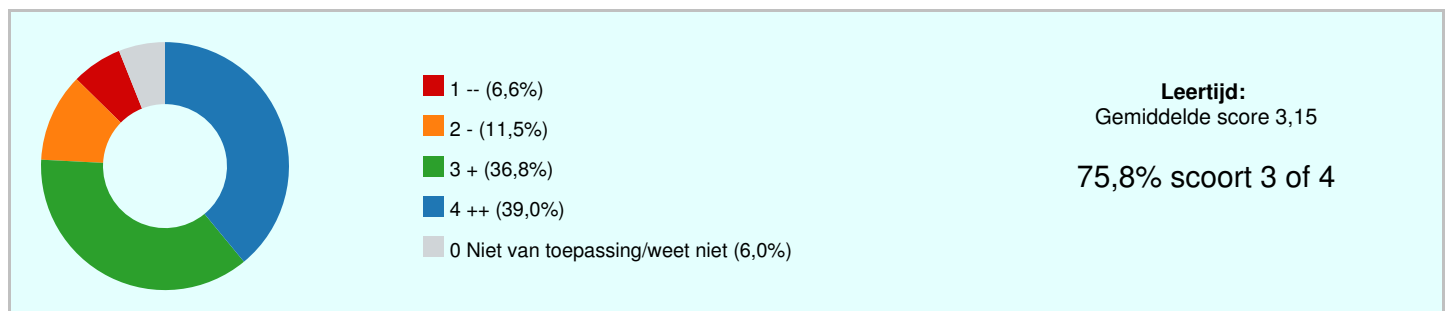 1 -- (6,6%)
2 - (11,5%)
3 + (36,8%)
4 ++ (39,0%)
0 Niet van toepassing/weet niet (6,0%)
Leertijd:
Gemiddelde score 3,15
75,8% scoort 3 of 4